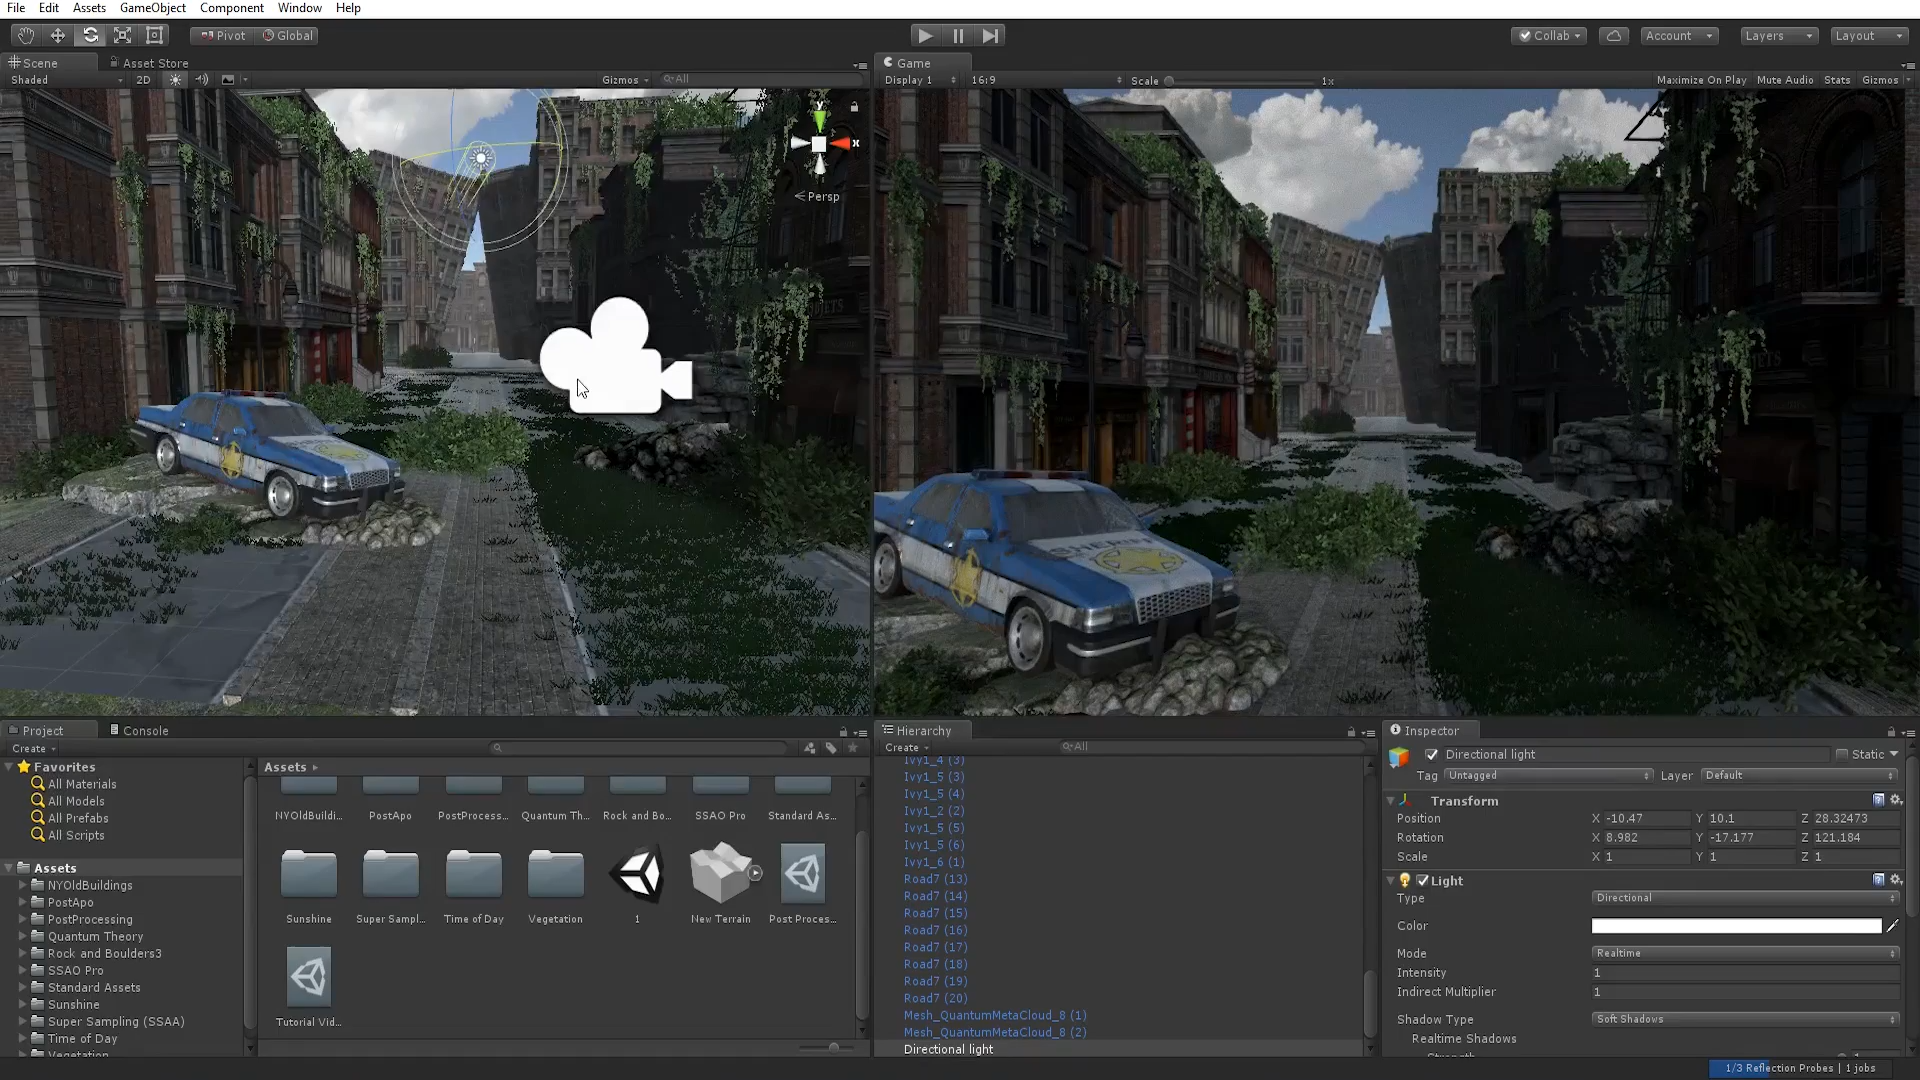 File Edit Assets GameObject Component Window Help
Pivot Global
Collab Account Layers Layout
Scene Asset Store
Shaded 2D Gizmos All
y x
Persp
Game
Display 1 16:9 Scale 1x Maximize On Play Mute Audio Stats Gizmos
SHERIFF
Project Console
Create
Favorites
All Materials
All Models
All Prefabs
All Scripts
Assets
NYOldBuildings
PostApo
PostProcessing
Quantum Theory
Rock and Boulders3
SSAO Pro
Standard Assets
Sunshine
Super Sampling (SSAA)
Time of Day
Vegetation
Assets
NYOldBuildi... PostApo PostProcess... Quantum Th... Rock and Bo... SSAO Pro Standard As...
Sunshine Super Sampl... Time of Day Vegetation 1 New Terrain Post Proces...
Tutorial Vid...
Hierarchy
Create All
Ivy1_4 (3)
Ivy1_5 (3)
Ivy1_5 (4)
Ivy1_2 (2)
Ivy1_5 (5)
Ivy1_5 (6)
Ivy1_6 (1)
Road7 (13)
Road7 (14)
Road7 (15)
Road7 (16)
Road7 (17)
Road7 (18)
Road7 (19)
Road7 (20)
Mesh_QuantumMetaCloud_8 (1)
Mesh_QuantumMetaCloud_8 (2)
Directional light
Inspector
Directional light Static
Tag Untagged Layer Default
Transform
Position X -10.47 Y 10.1 Z 28.32473
Rotation X 8.982 Y -17.177 Z 121.184
Scale X 1 Y 1 Z 1
Light
Type Directional
Color
Mode Realtime
Intensity 1
Indirect Multiplier 1
Shadow Type Soft Shadows
Realtime Shadows
Strength 1
1/3 Reflection Probes | 1 jobs